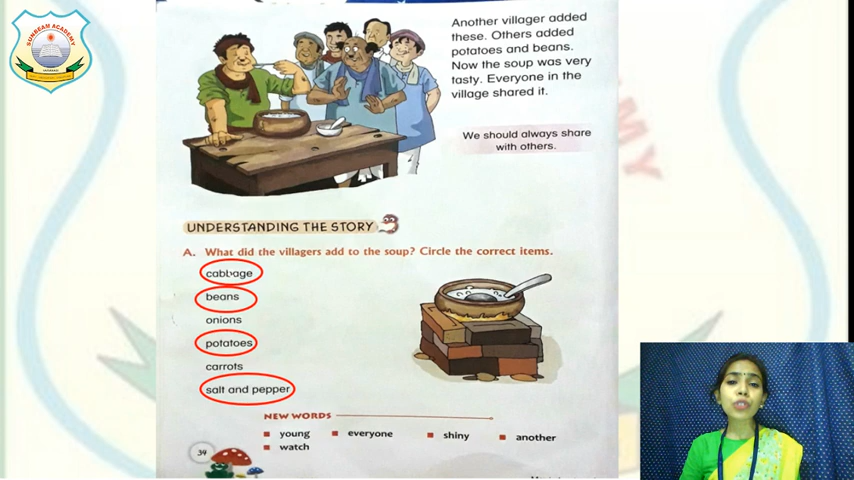 SUNBEAM ACADEMY
Another villager added
these. Others added
potatoes and beans.
Now the soup was very
tasty. Everyone in the
village shared it.
We should always share
with others.
UNDERSTANDING THE STORY
A. What did the villagers add to the soup? Circle the correct items.
cabbage
beans
onions
potatoes
carrots
salt and pepper
NEW WORDS
young everyone shiny another
watch
34